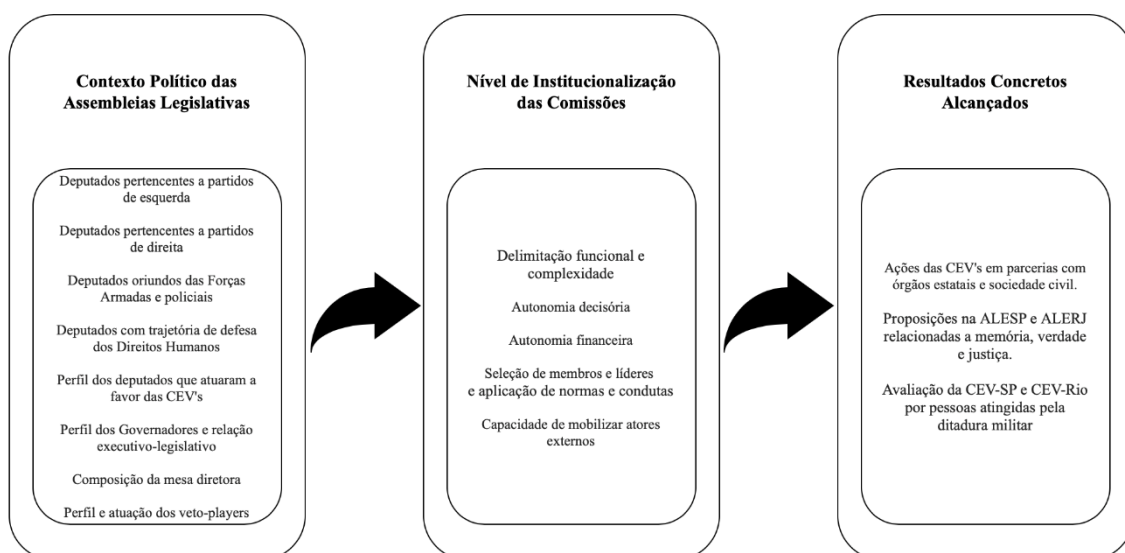 Contexto Político das
Assembleias Legislativas
Deputados pertencentes a partidos
de esquerda
Deputados pertencentes a partidos
de direita
Deputados oriundos das Forças
Armadas e policiais
Deputados com trajetória de defesa
dos Direitos Humanos
Perfil dos deputados que atuaram a
favor das CEV's
Perfil dos Governadores e relação
executivo-legislativo
Composição da mesa diretora
Perfil e atuação dos veto-players
Nível de Institucionalização
das Comissões
Delimitação funcional e
complexidade
Autonomia decisória
Autonomia financeira
Seleção de membros e líderes
e aplicação de normas e condutas
Capacidade de mobilizar atores
externos
Resultados Concretos
Alcançados
Ações das CEV's em parcerias com
órgãos estatais e sociedade civil.
Proposições na ALESP e ALERJ
relacionadas a memória, verdade
e justiça.
Avaliação da CEV-SP e CEV-Rio
por pessoas atingidas pela
ditadura militar